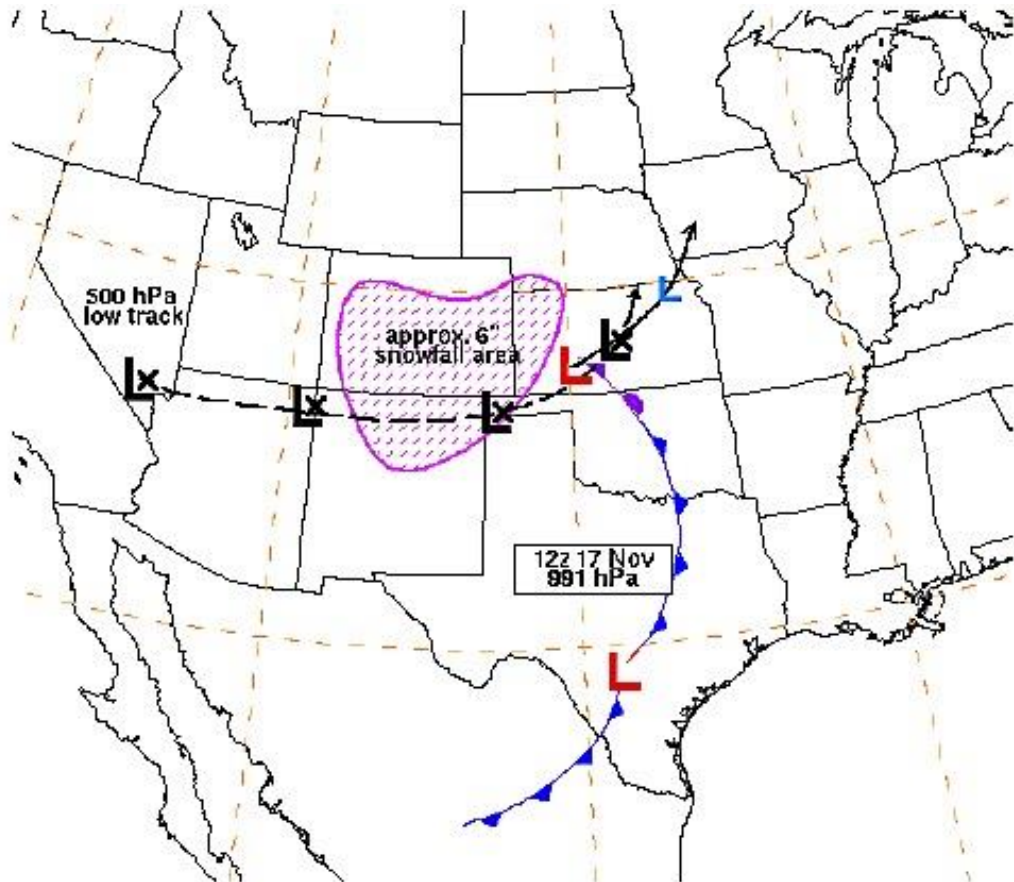 500 hPa
low track
approx. 6"
snowfall area
L
L
L
L
L
L
12z 17 Nov
991 hPa
L